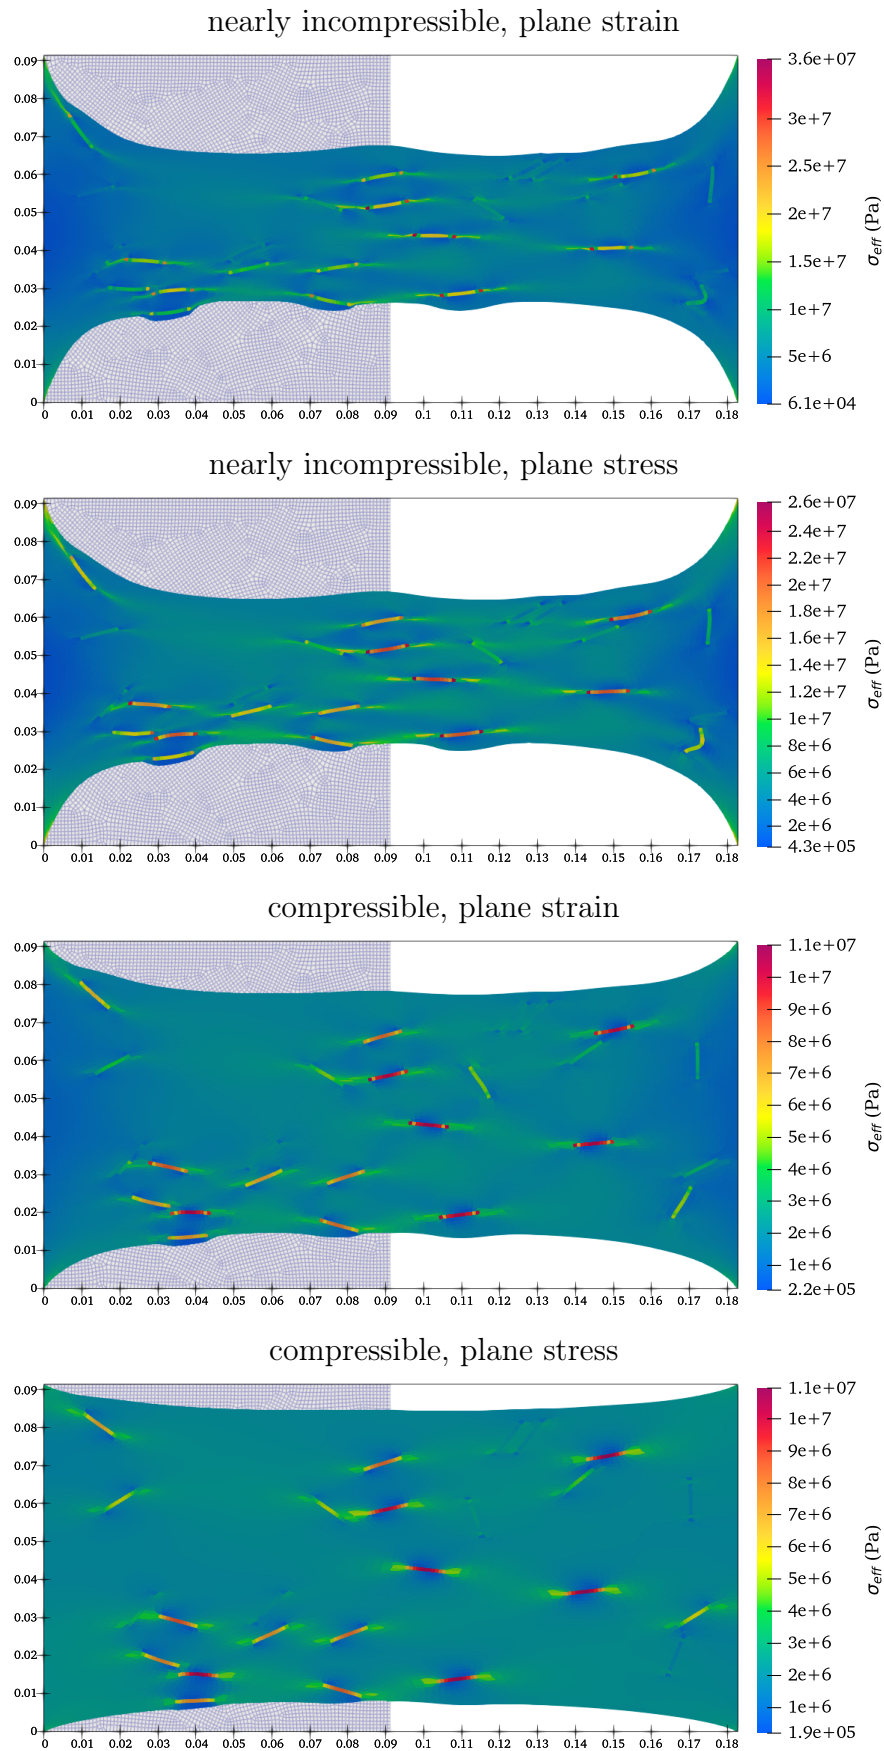 nearly incompressible, plane strain
0.09
0.08
0.07
0.06
0.05
0.04
0.03
0.02
0.01
0
0 0.01 0.02 0.03 0.04 0.05 0.06 0.07 0.08 0.09 0.1 0.11 0.12 0.13 0.14 0.15 0.16 0.17 0.18
3.6e+07
3e+7
2.5e+7
2e+7
1.5e+7
1e+7
5e+6
6.1e+04
σeff (Pa)
nearly incompressible, plane stress
0.09
0.08
0.07
0.06
0.05
0.04
0.03
0.02
0.01
0
0 0.01 0.02 0.03 0.04 0.05 0.06 0.07 0.08 0.09 0.1 0.11 0.12 0.13 0.14 0.15 0.16 0.17 0.18
2.6e+07
2.4e+7
2.2e+7
2e+7
1.8e+7
1.6e+7
1.4e+7
1.2e+7
1e+7
8e+6
6e+6
4e+6
2e+6
4.3e+05
σeff (Pa)
compressible, plane strain
0.09
0.08
0.07
0.06
0.05
0.04
0.03
0.02
0.01
0
0 0.01 0.02 0.03 0.04 0.05 0.06 0.07 0.08 0.09 0.1 0.11 0.12 0.13 0.14 0.15 0.16 0.17 0.18
1.1e+07
1e+7
9e+6
8e+6
7e+6
6e+6
5e+6
4e+6
3e+6
2e+6
1e+6
2.2e+05
σeff (Pa)
compressible, plane stress
0.09
0.08
0.07
0.06
0.05
0.04
0.03
0.02
0.01
0
0 0.01 0.02 0.03 0.04 0.05 0.06 0.07 0.08 0.09 0.1 0.11 0.12 0.13 0.14 0.15 0.16 0.17 0.18
1.1e+07
1e+7
9e+6
8e+6
7e+6
6e+6
5e+6
4e+6
3e+6
2e+6
1e+6
1.9e+05
σeff (Pa)